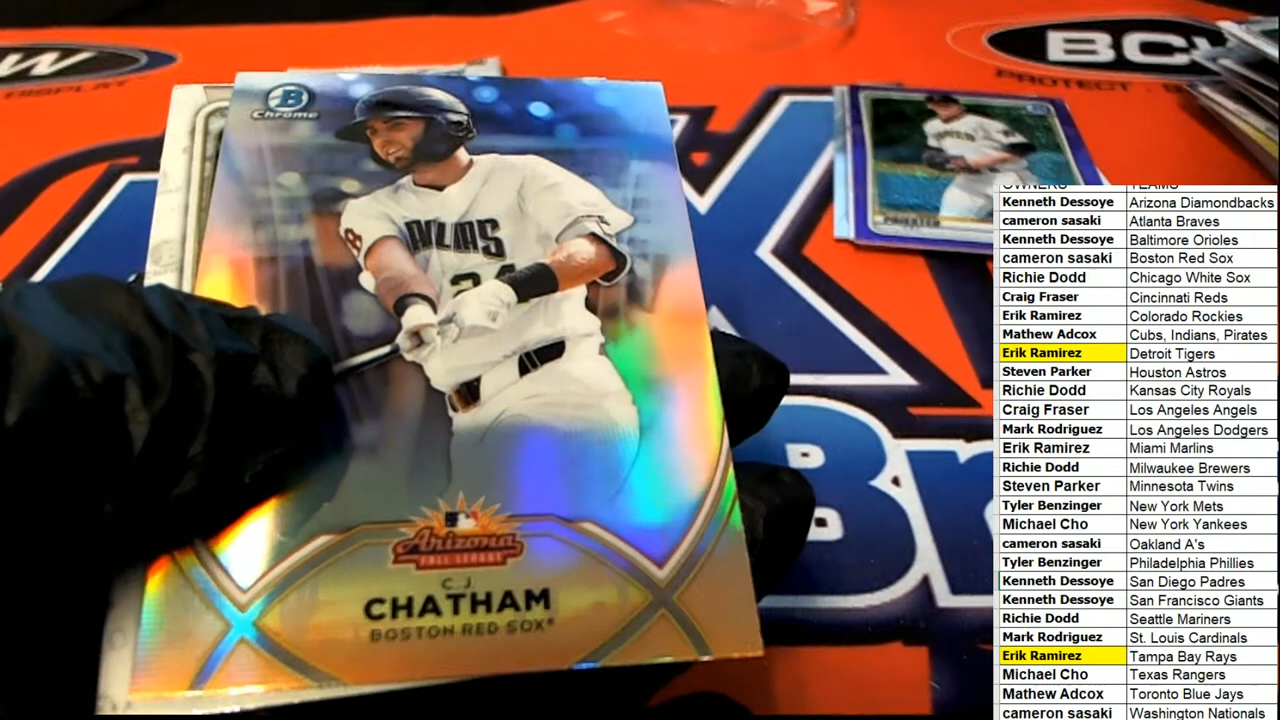 W
DISPLAY
BCW
PROTECT
B
Chrome
24
Arizona
FALL LEAGUE
C.J.
CHATHAM
BOSTON RED SOX
OWNERS TEAMS
Kenneth Dessoye Arizona Diamondbacks
cameron sasaki Atlanta Braves
Kenneth Dessoye Baltimore Orioles
cameron sasaki Boston Red Sox
Richie Dodd Chicago White Sox
Craig Fraser Cincinnati Reds
Erik Ramirez Colorado Rockies
Mathew Adcox Cubs, Indians, Pirates
Erik Ramirez Detroit Tigers
Steven Parker Houston Astros
Richie Dodd Kansas City Royals
Craig Fraser Los Angeles Angels
Mark Rodriguez Los Angeles Dodgers
Erik Ramirez Miami Marlins
Richie Dodd Milwaukee Brewers
Steven Parker Minnesota Twins
Tyler Benzinger New York Mets
Michael Cho New York Yankees
cameron sasaki Oakland A's
Tyler Benzinger Philadelphia Phillies
Kenneth Dessoye San Diego Padres
Kenneth Dessoye San Francisco Giants
Richie Dodd Seattle Mariners
Mark Rodriguez St. Louis Cardinals
Erik Ramirez Tampa Bay Rays
Michael Cho Texas Rangers
Mathew Adcox Toronto Blue Jays
cameron sasaki Washington Nationals